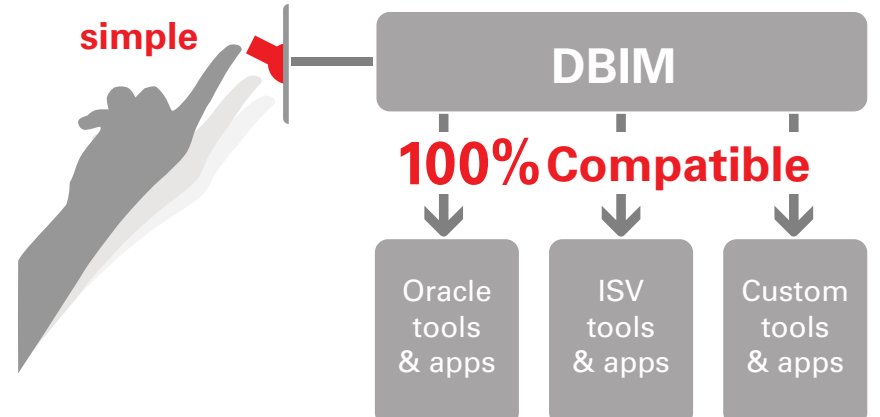 simple
DBIM
100% Compatible
Oracle
tools
& apps
ISV
tools
& apps
Custom
tools
& apps